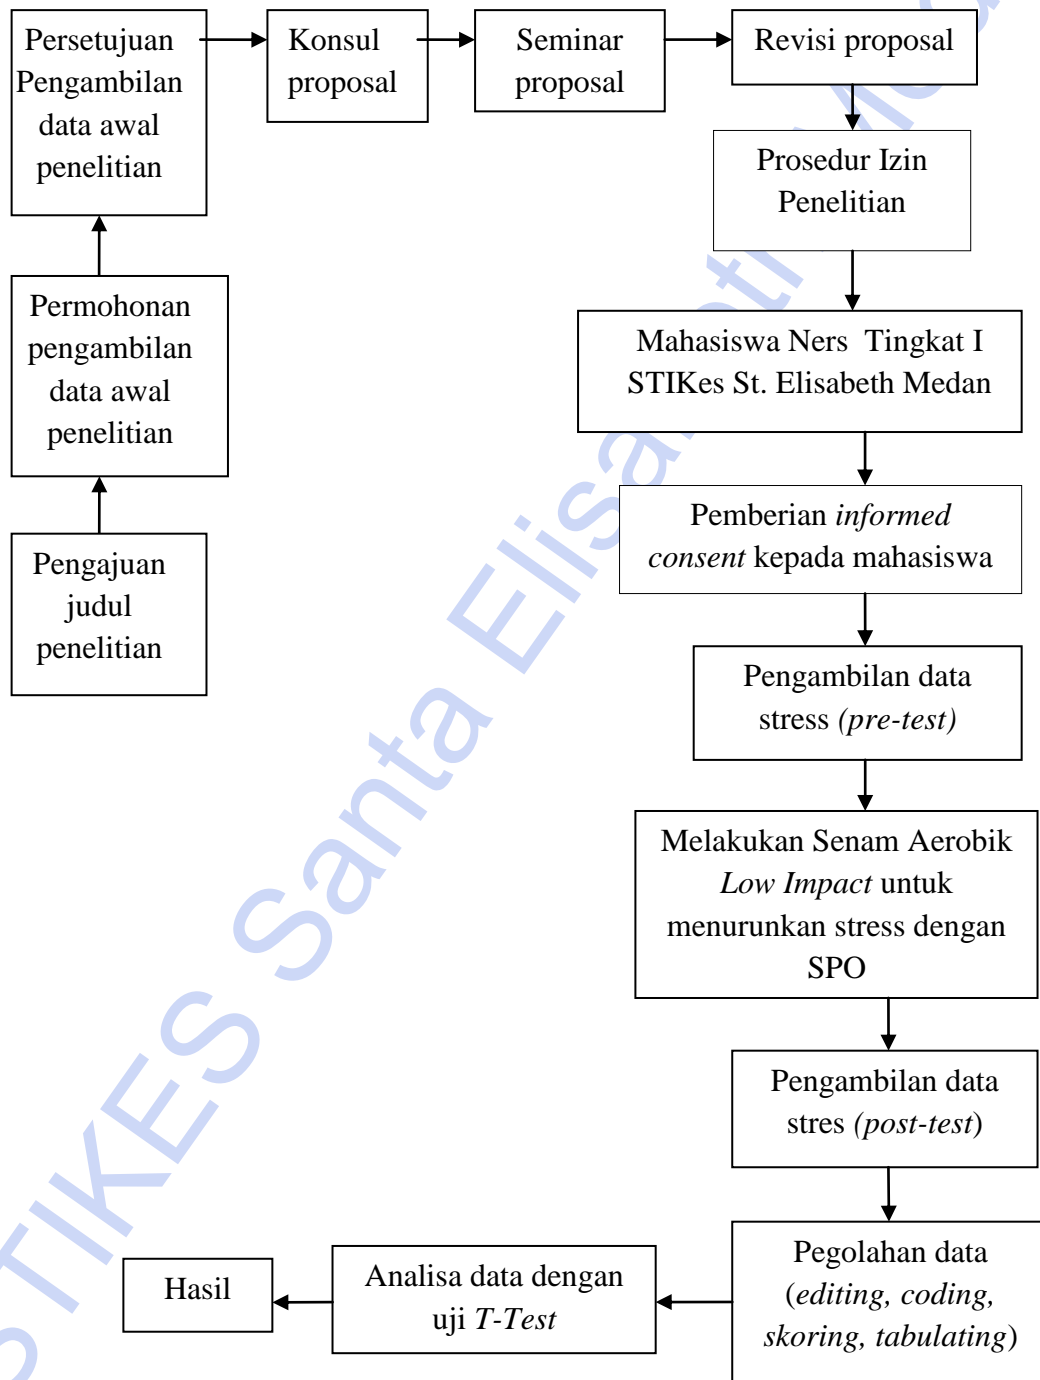 Persetujuan
Pengambilan
data awal
penelitian
Konsul
proposal
Seminar
proposal
Revisi proposal
Prosedur Izin
Penelitian
Permohonan
pengambilan
data awal
penelitian
Mahasiswa Ners Tingkat I
STIKes St. Elisabeth Medan
Pengajuan
judul
penelitian
Pemberian informed
consent kepada mahasiswa
Pengambilan data
stress (pre-test)
Melakukan Senam Aerobik
Low Impact untuk
menurunkan stress dengan
SPO
Pengambilan data
stres (post-test)
Pegolahan data
(editing, coding,
skoring, tabulating)
Analisa data dengan
uji T-Test
Hasil
STIKES Santa